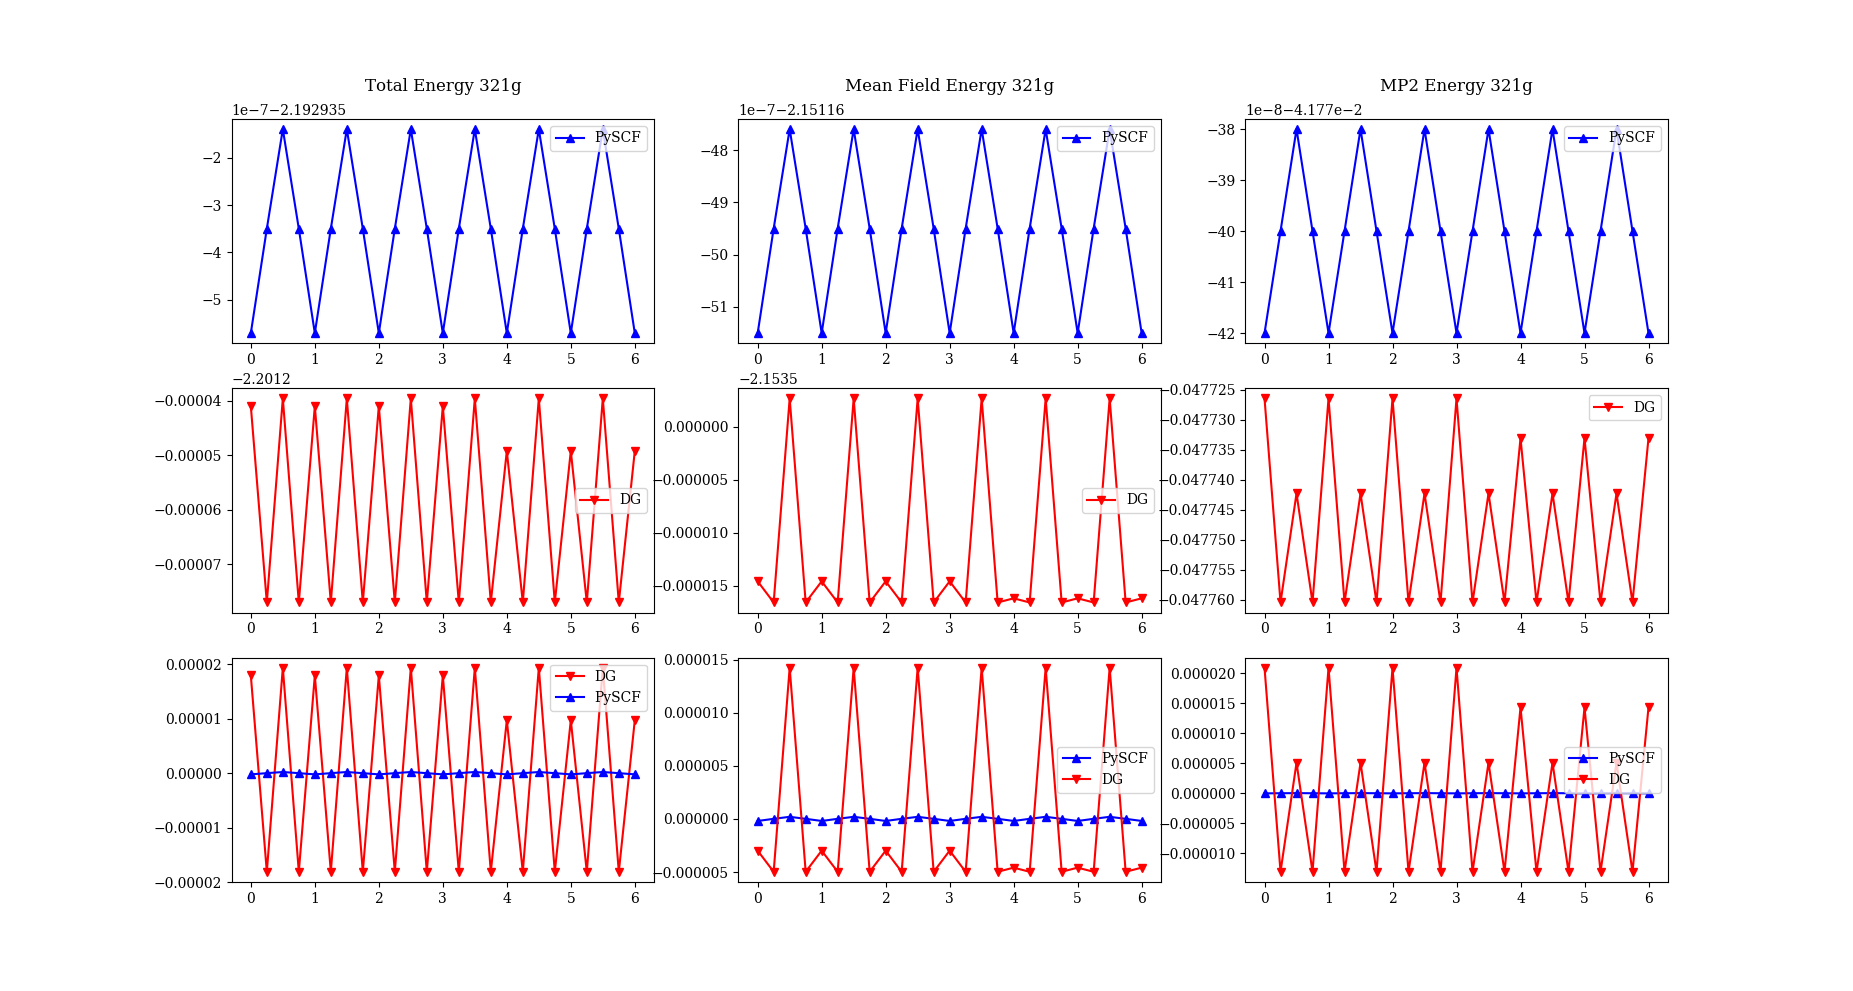 Total Energy 321g
Mean Field Energy 321g
MP2 Energy 321g
1e−7−2.192935
−2
−3
−4
−5
0 1 2 3 4 5 6
PySCF
1e−7−2.15116
−48
−49
−50
−51
0 1 2 3 4 5 6
PySCF
1e−8−4.177e−2
−38
−39
−40
−41
−42
0 1 2 3 4 5 6
PySCF
−2.2012
−0.00004
−0.00005
−0.00006
−0.00007
0 1 2 3 4 5 6
DG
−2.1535
0.000000
−0.000005
−0.000010
−0.000015
0 1 2 3 4 5 6
DG
−0.047725
−0.047730
−0.047735
−0.047740
−0.047745
−0.047750
−0.047755
−0.047760
0 1 2 3 4 5 6
DG
0.00002
0.00001
0.00000
−0.00001
−0.00002
0 1 2 3 4 5 6
DG
PySCF
0.000015
0.000010
0.000005
0.000000
−0.000005
0 1 2 3 4 5 6
PySCF
DG
0.000020
0.000015
0.000010
0.000005
0.000000
−0.000005
−0.000010
0 1 2 3 4 5 6
PySCF
DG